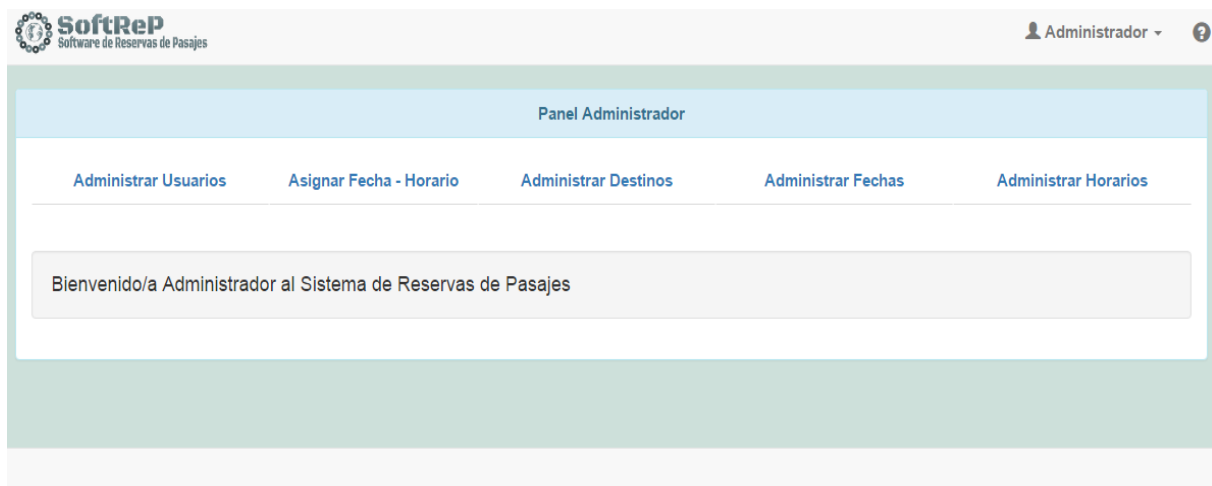 SoftReP
Software de Reservas de Pasajes
Administrador
Panel Administrador
Administrar Usuarios Asignar Fecha - Horario Administrar Destinos Administrar Fechas Administrar Horarios
Bienvenido/a Administrador al Sistema de Reservas de Pasajes